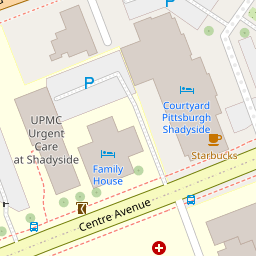 P
UPMC
Urgent
Care
at Shadyside
P
Courtyard
Pittsburgh
Shadyside
Starbucks
Family
House
Centre Avenue